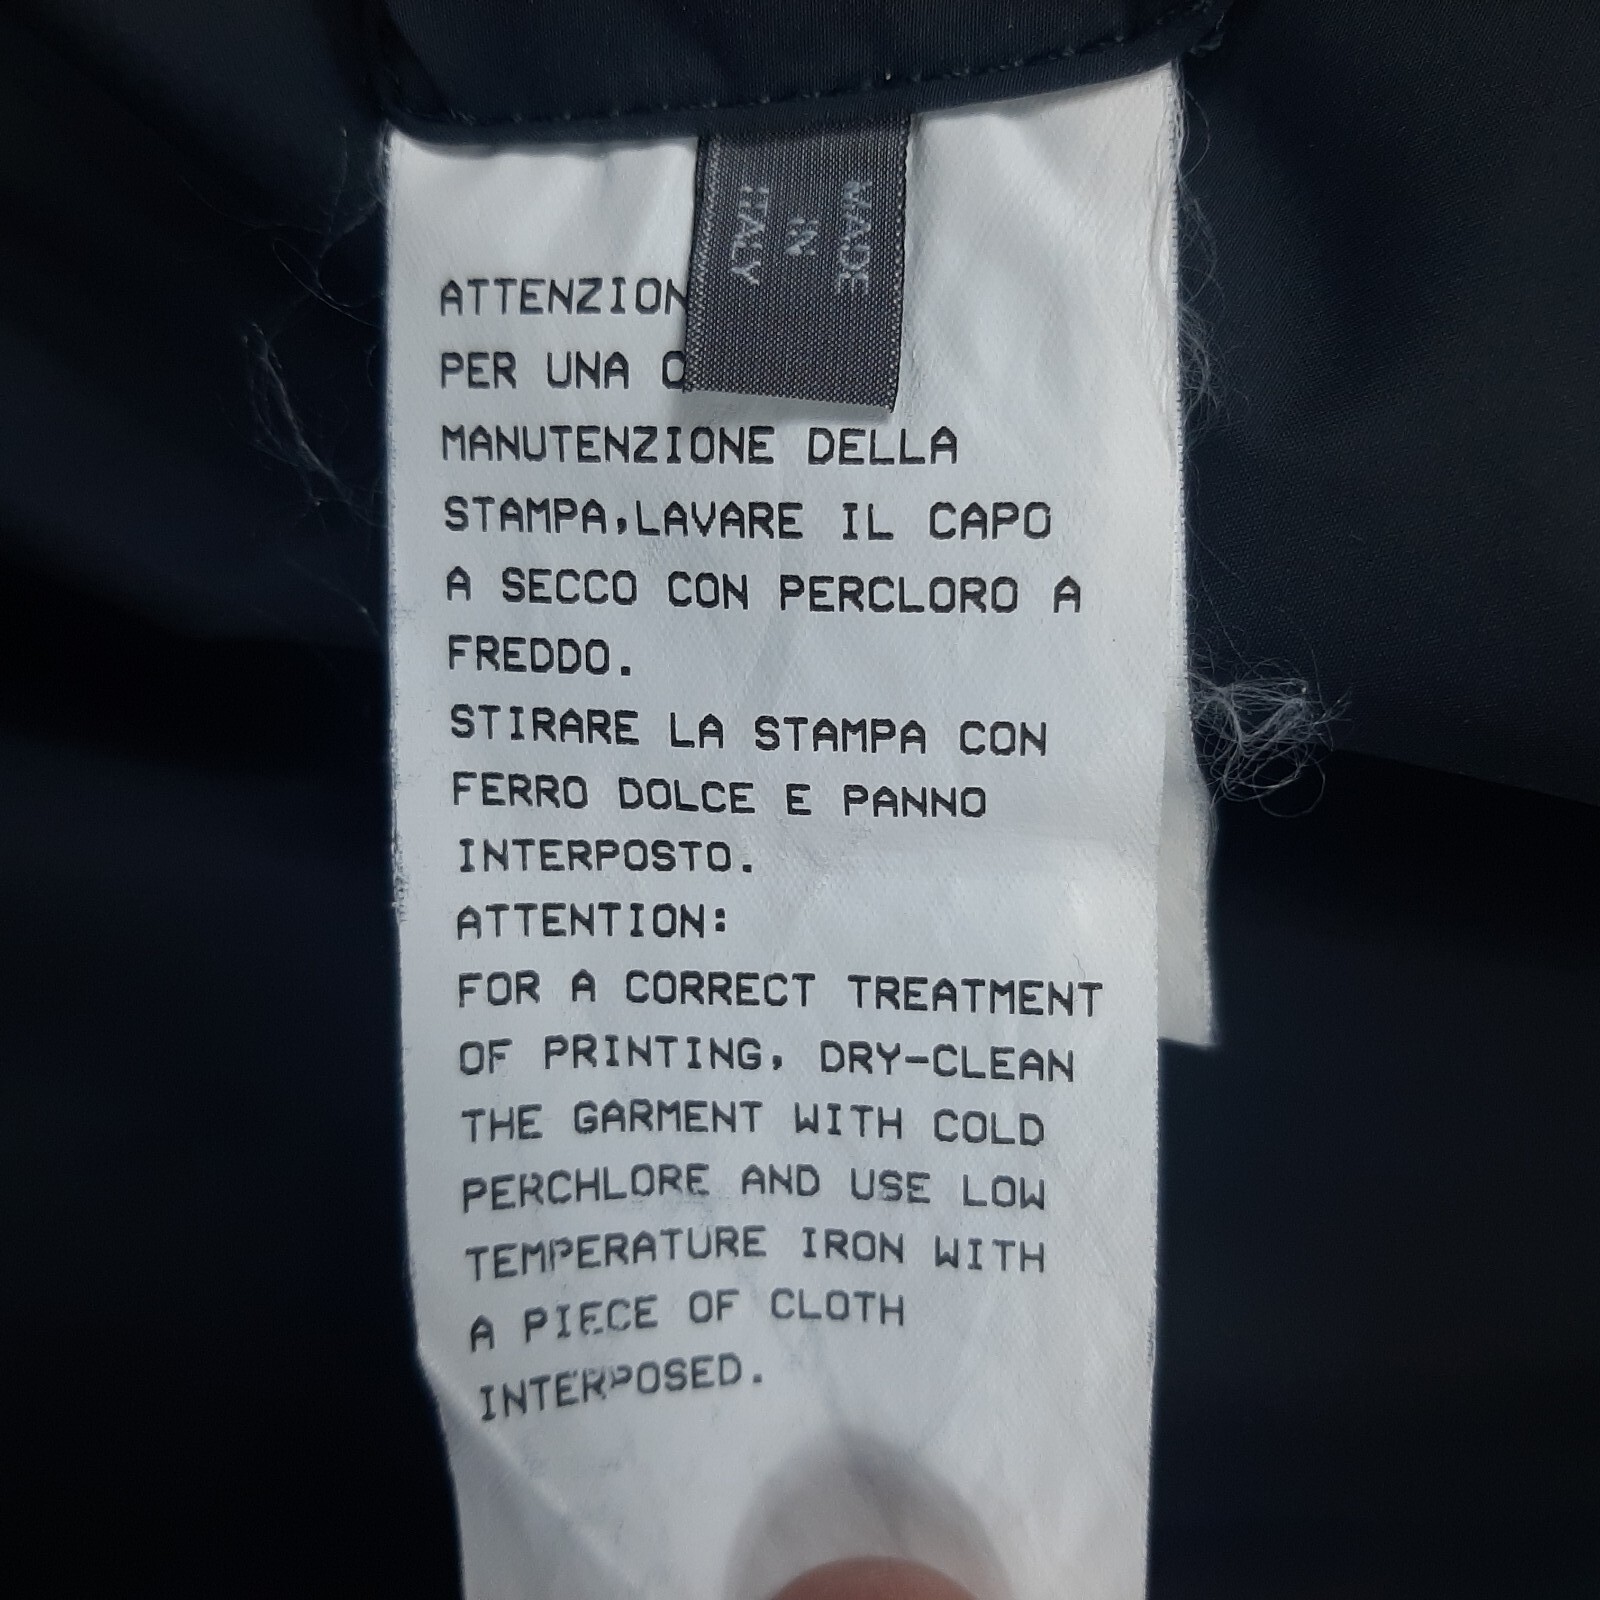 MADE
IN
ITALY
ATTENZION
PER UNA
MANUTENZIONE DELLA
STAMPA,LAVARE IL CAPO
A SECCO CON PERCLORO A
FREDDO.
STIRARE LA STAMPA CON
FERRO DOLCE E PANNO
INTERPOSTO.
ATTENTION:
FOR A CORRECT TREATMENT
OF PRINTING, DRY-CLEAN
THE GARMENT WITH COLD
PERCHLORE AND USE LOW
TEMPERATURE IRON WITH
A PIECE OF CLOTH
INTERPOSED.